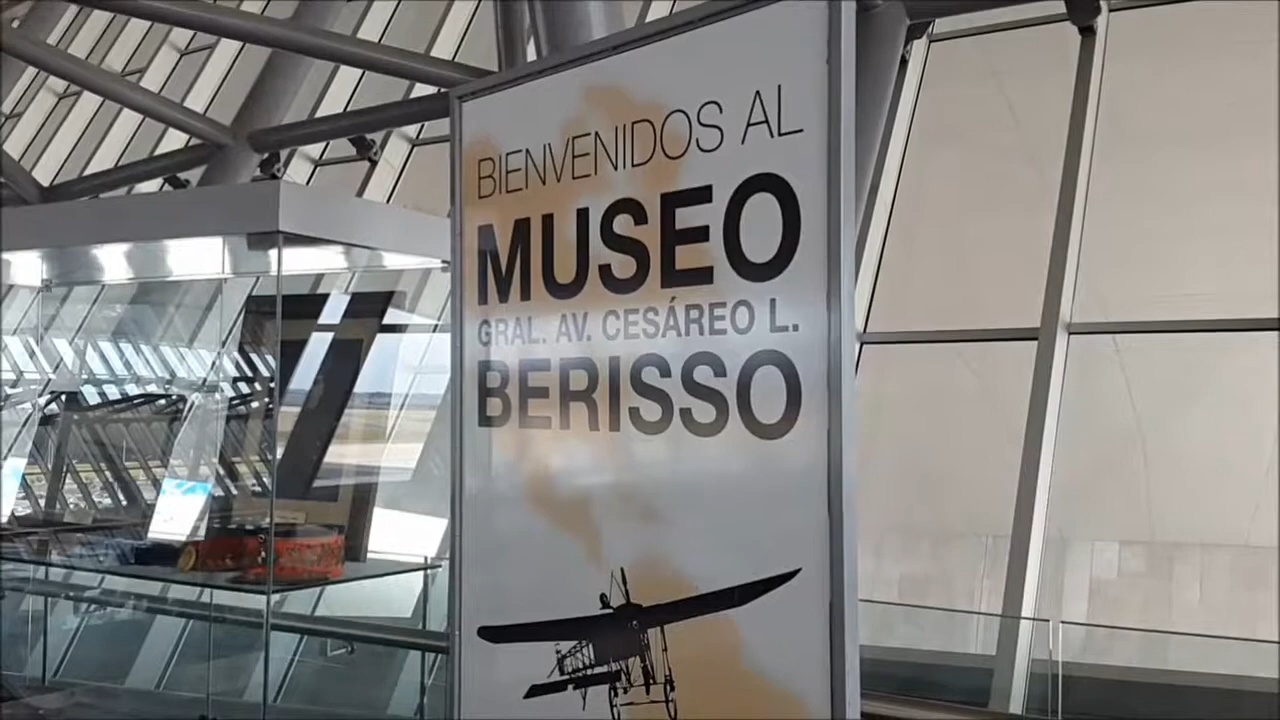 BIENVENIDOS AL
MUSEO
GRAL. AV. CESÁREO L.
BERISSO